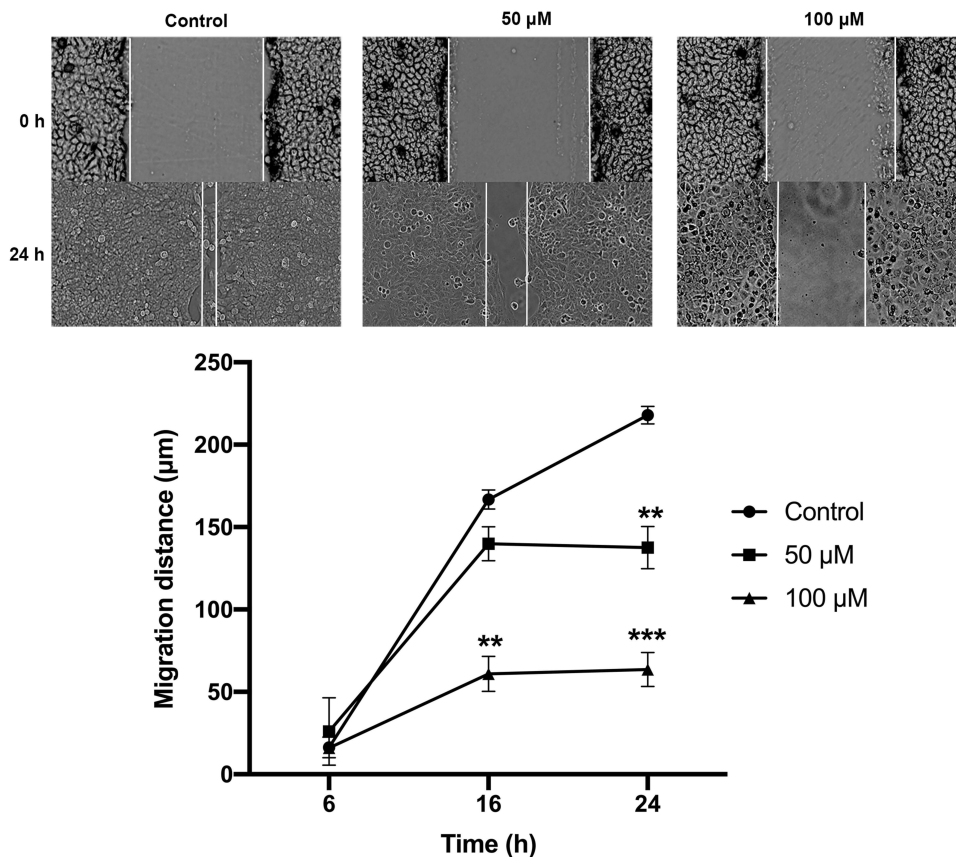 Control 50 µM 100 µM
0 h
24 h
250
200
150
100
50
0
Migration distance (µm)
**
**
***
Control
50 µM
100 µM
6 16 24
Time (h)